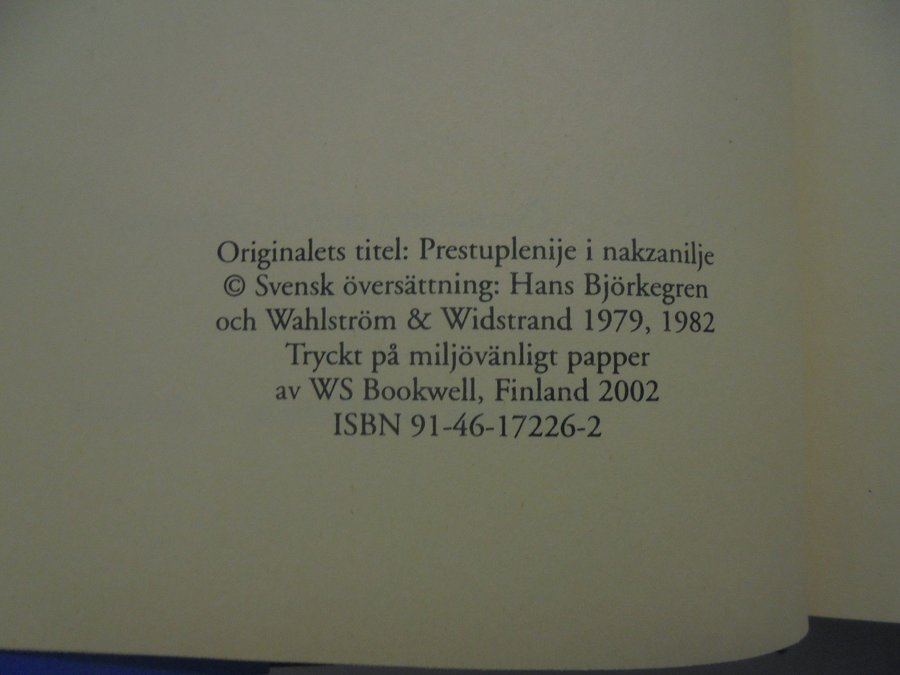 Originalets titel: Prestuplenije i nakzanilje
© Svensk översättning: Hans Björkegren
och Wahlström & Widstrand 1979, 1982
Tryckt på miljövänligt papper
av WS Bookwell, Finland 2002
ISBN 91-46-17226-2